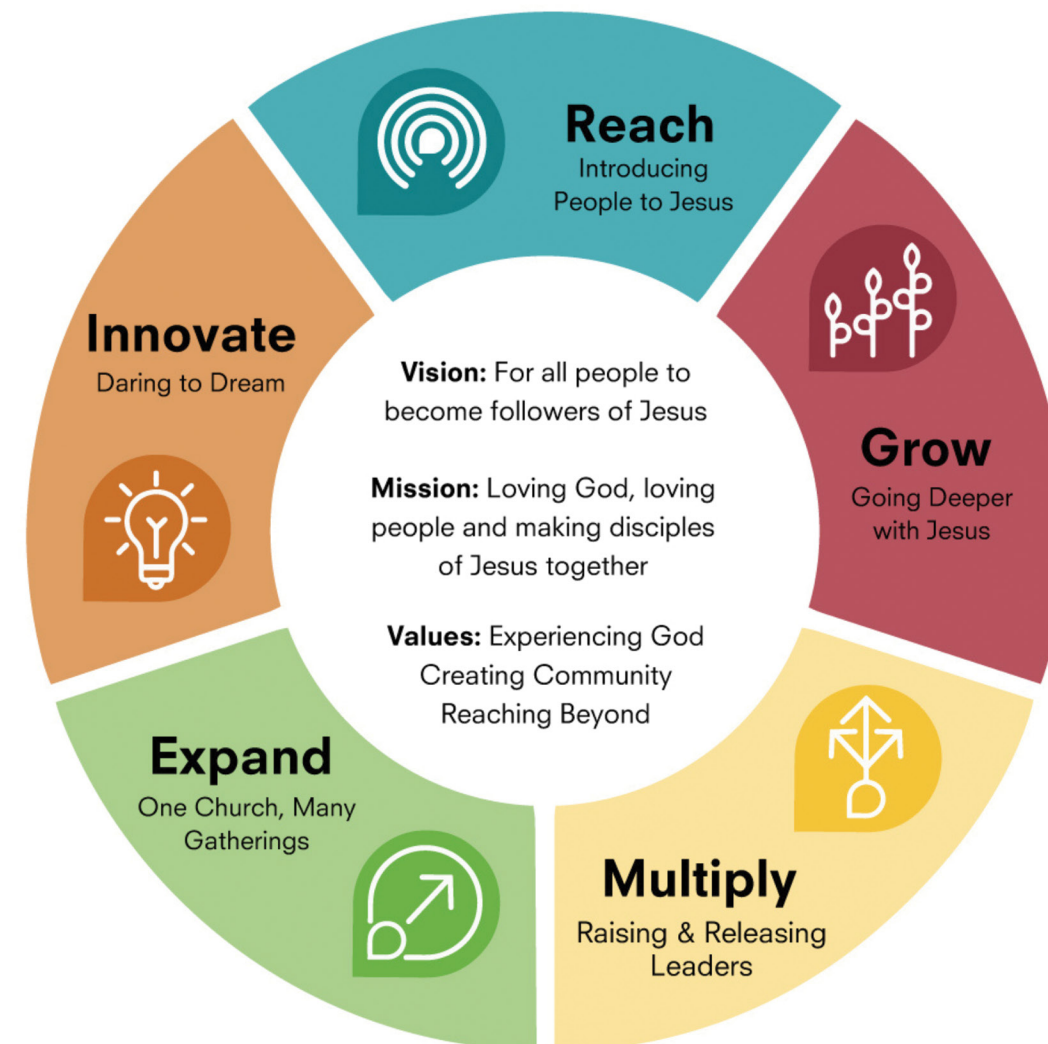 Reach
Introducing
People to Jesus
Grow
Going Deeper
with Jesus
Multiply
Raising & Releasing
Leaders
Expand
One Church, Many
Gatherings
Innovate
Daring to Dream
Vision: For all people to
become followers of Jesus
Mission: Loving God, loving
people and making disciples
of Jesus together
Values: Experiencing God
Creating Community
Reaching Beyond